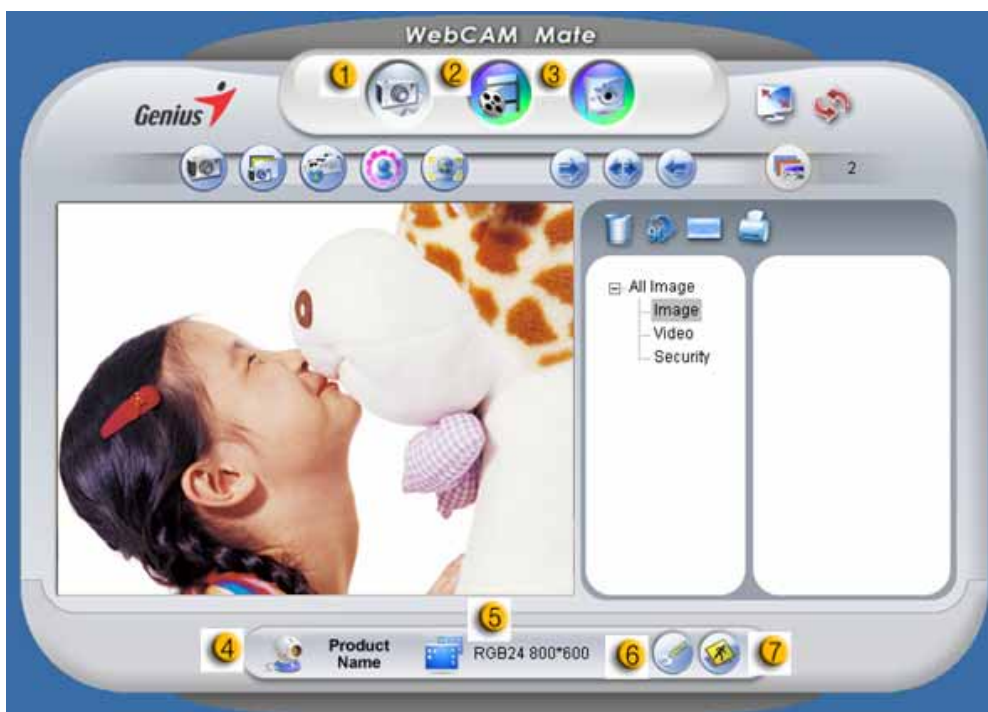 WebCAM Mate
1
2
3
Genius
2
All Image
Image
Video
Security
4
Product
Name
5
RGB24 800*600
6
7